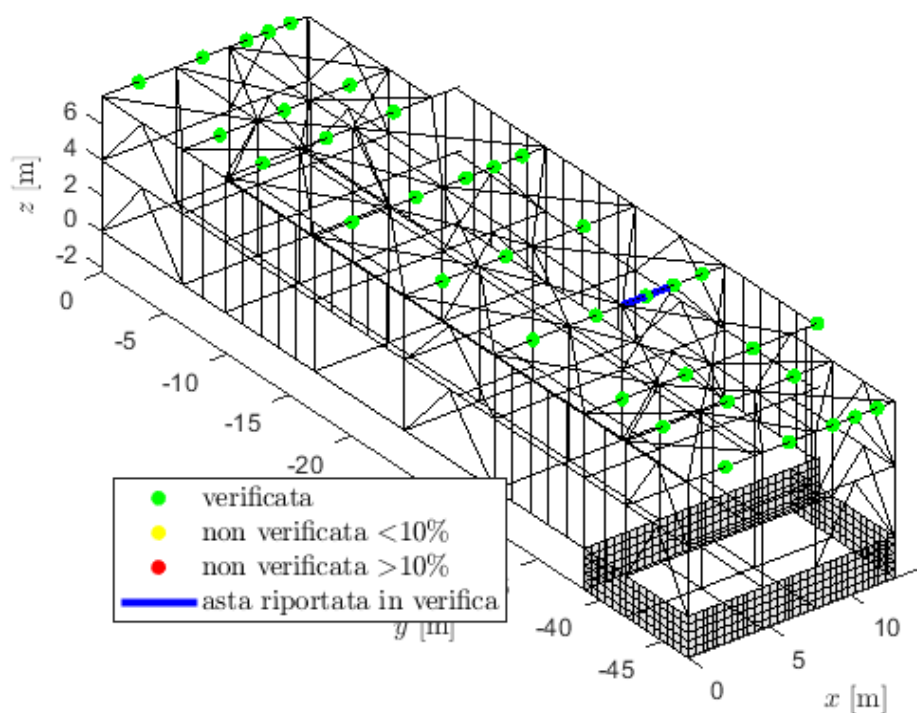 6
4
2
0
-2
z [m]
0
-5
-10
-15
-20
-40
-45
y [m]
0
5
10
x [m]
verificata
non verificata <10%
non verificata >10%
asta riportata in verifica